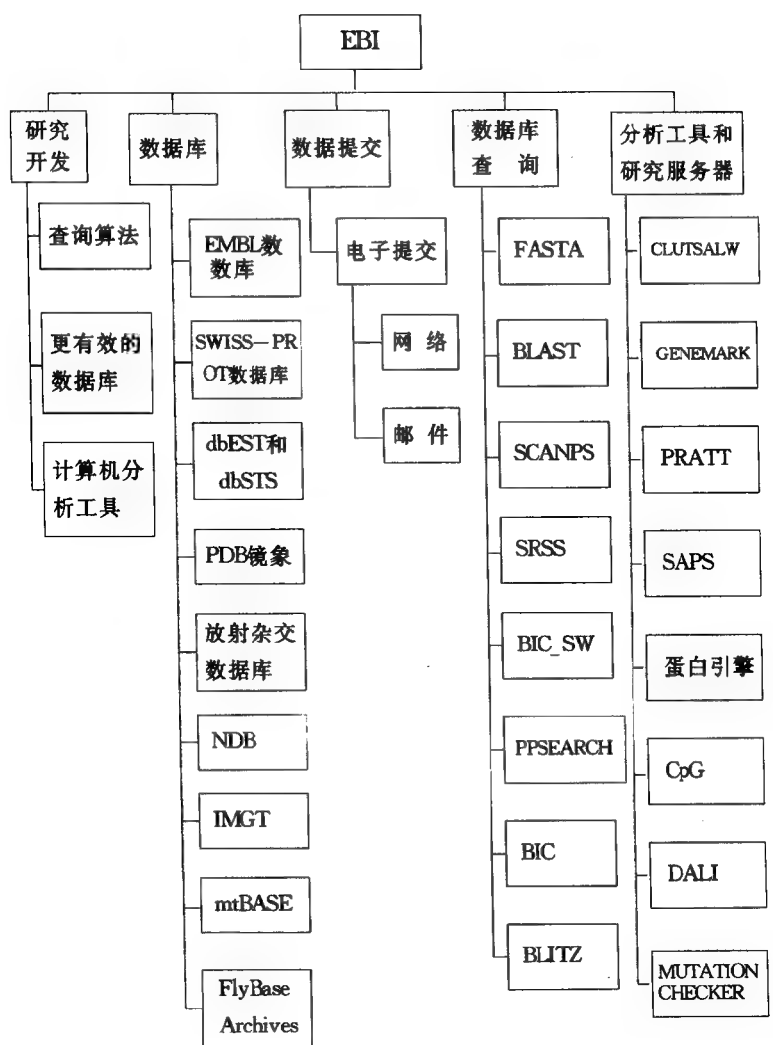 EBI
研究
开发
查询算法
更有效的
数据库
计算机分
析工具
数据库
EMBL数
数库
SWISS－PR
OT数据库
dbEST和
dbSTS
PDB镜象
放射杂交
数据库
NDB
IMGT
mtBASE
FlyBase
Archives
数据提交
电子提交
网 络
邮 件
数据库
查 询
FASTA
BLAST
SCANPS
SRSS
BIC_SW
PPSEARCH
BIC
BLITZ
分析工具和
研究服务器
CLUTSALW
GENEMARK
PRATT
SAPS
蛋白引擎
CpG
DALI
MUTATION
CHECKER